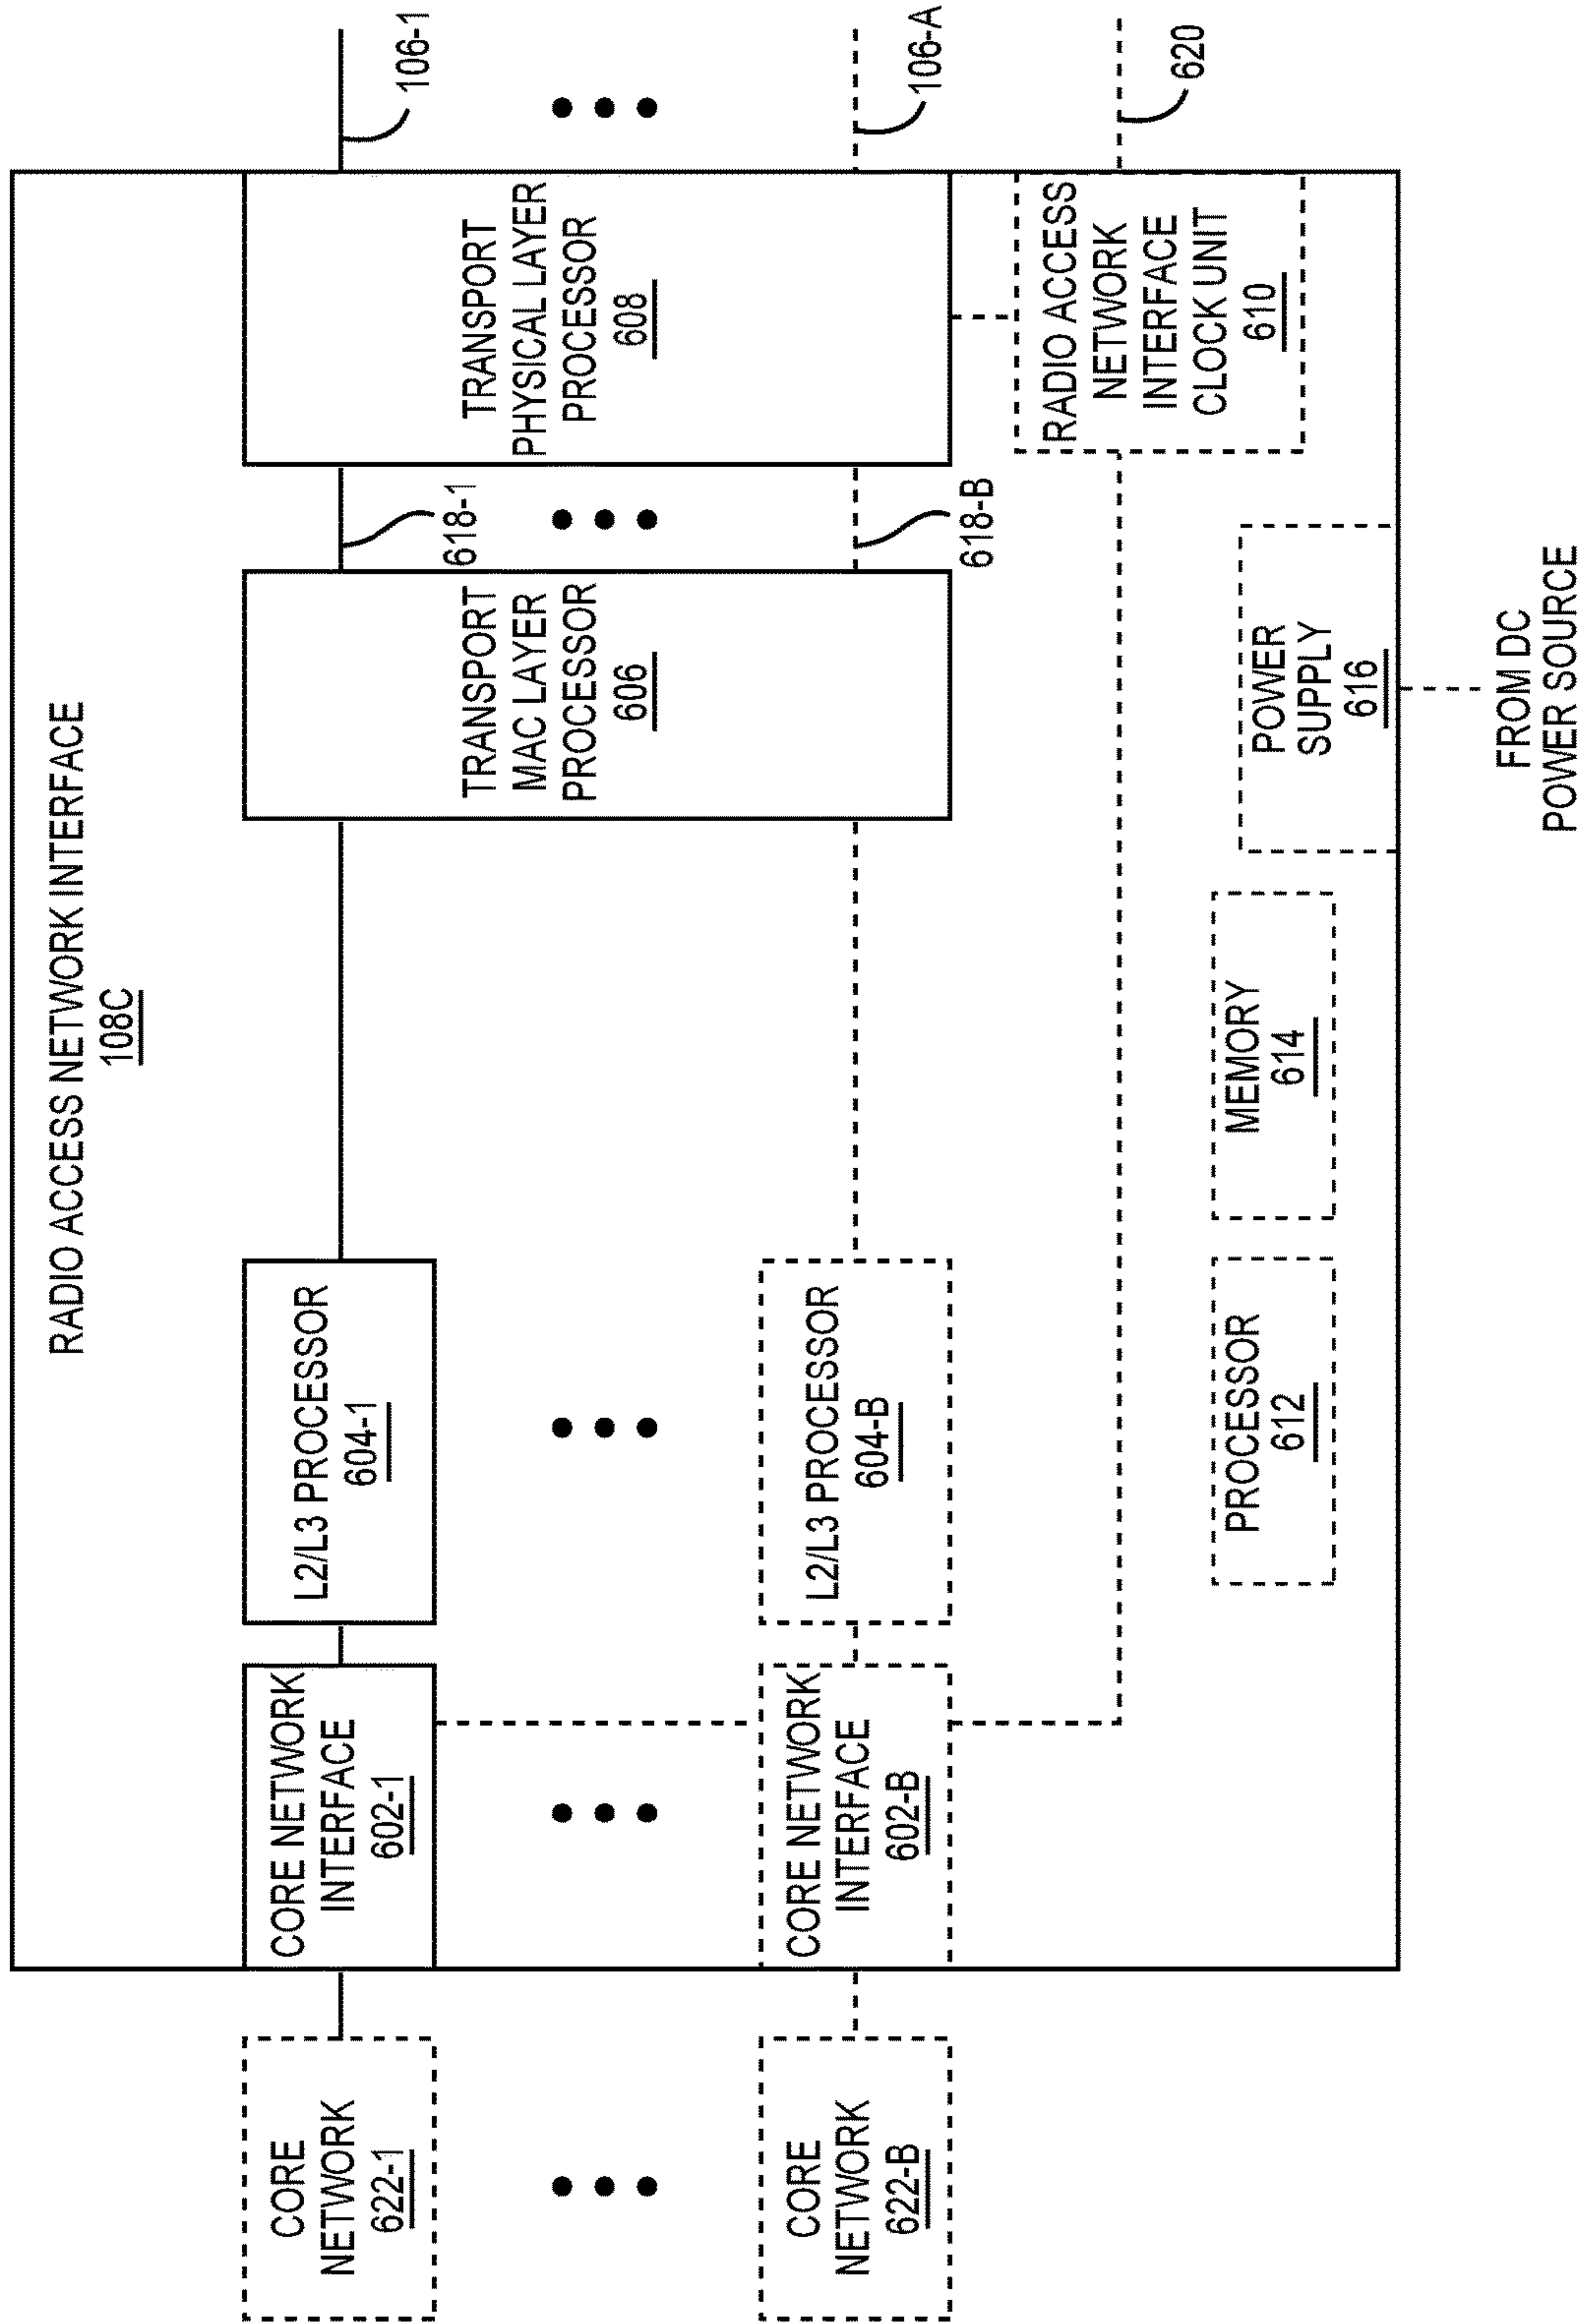 RADIO ACCESS NETWORK INTERFACE
108C
CORE
NETWORK
622-1
CORE NETWORK
INTERFACE
602-1
L2/L3 PROCESSOR
604-1
TRANSPORT
MAC LAYER
PROCESSOR
606
618-1
TRANSPORT
PHYSICAL LAYER
PROCESSOR
608
106-1
CORE
NETWORK
622-B
CORE NETWORK
INTERFACE
602-B
L2/L3 PROCESSOR
604-B
618-B
106-A
RADIO ACCESS
NETWORK
INTERFACE
CLOCK UNIT
610
620
PROCESSOR
612
MEMORY
614
POWER
SUPPLY
616
FROM DC
POWER SOURCE